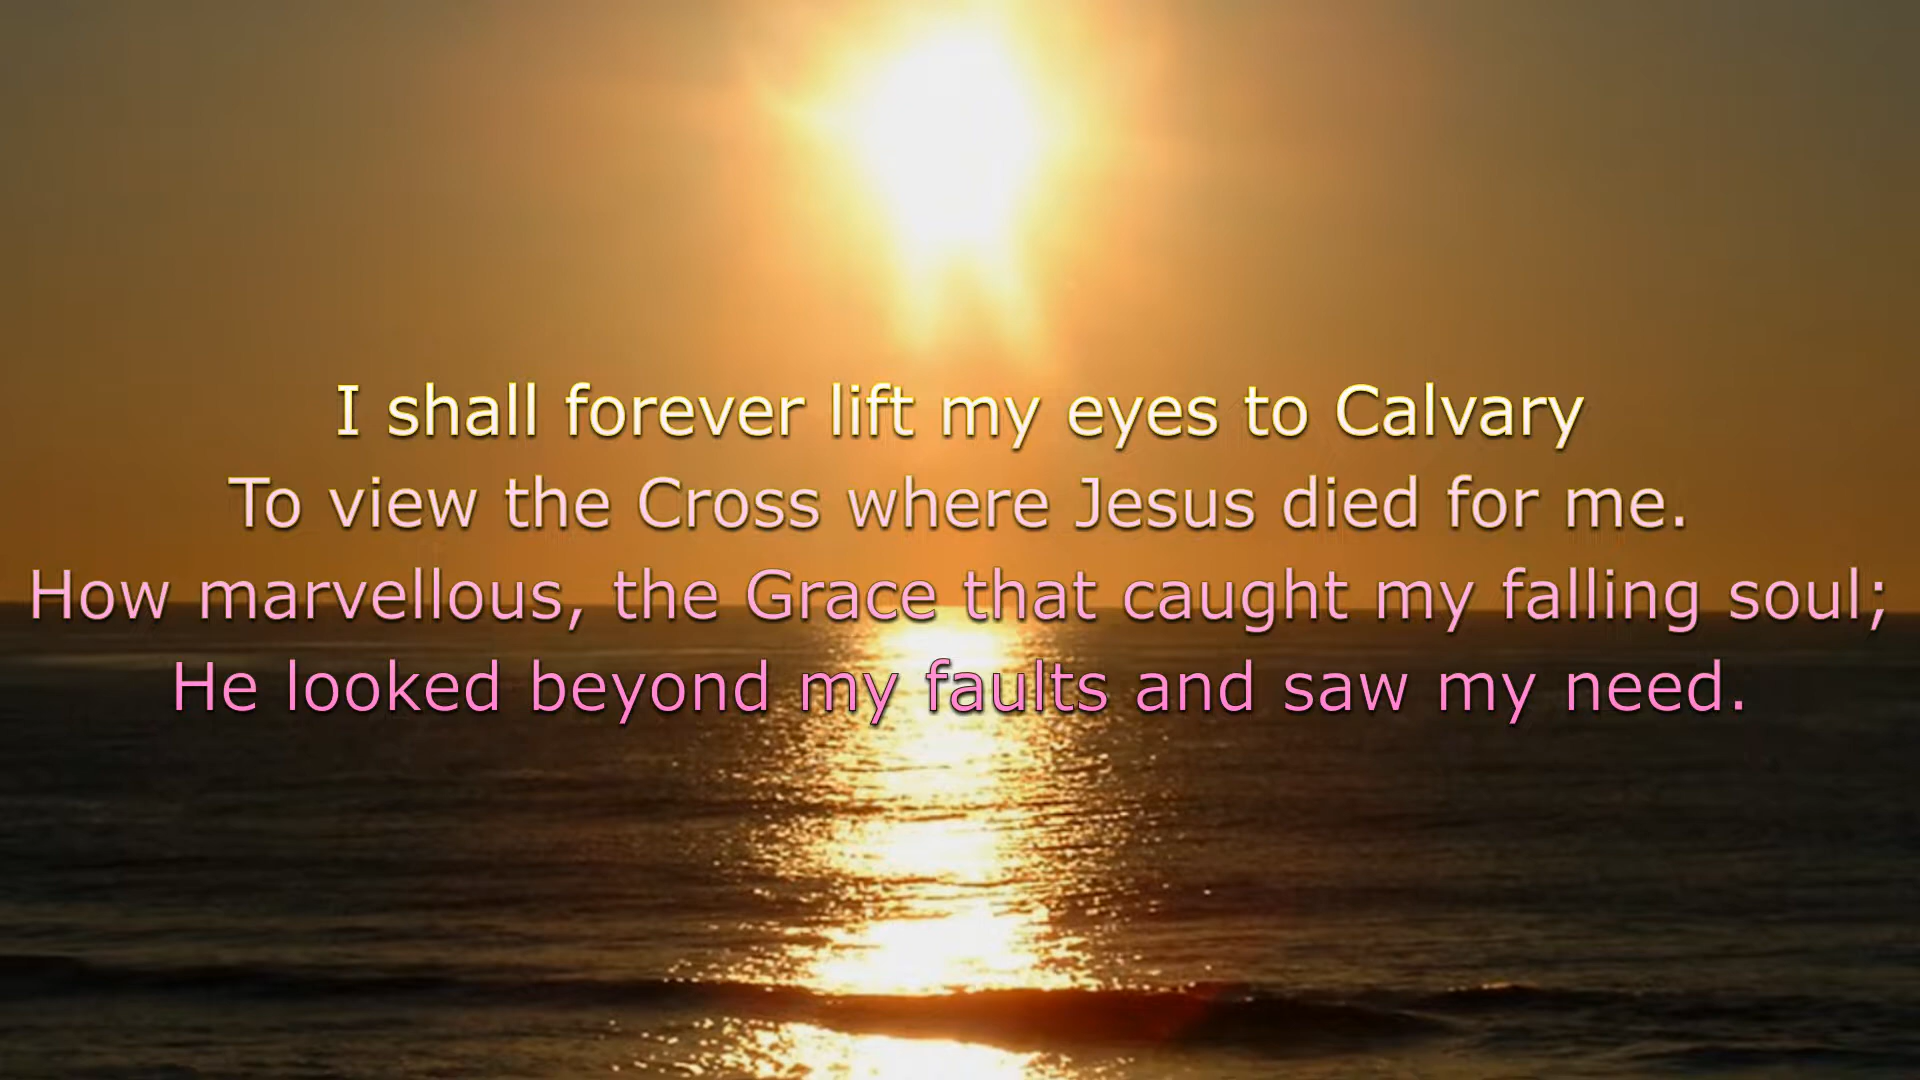 I shall forever lift my eyes to Calvary
To view the Cross where Jesus died for me.
How marvellous, the Grace that caught my falling soul;
He looked beyond my faults and saw my need.